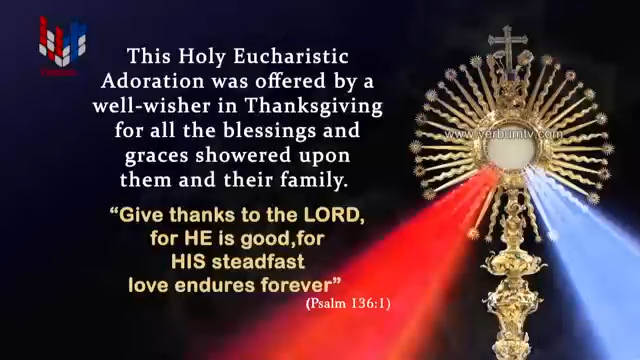 This Holy Eucharistic
Adoration was offered by a
well-wisher in Thanksgiving
for all the blessings and
graces showered upon
them and their family.
www.verbumtv.com
“Give thanks to the LORD,
for HE is good,for
HIS steadfast
love endures forever”
(Psalm 136:1)